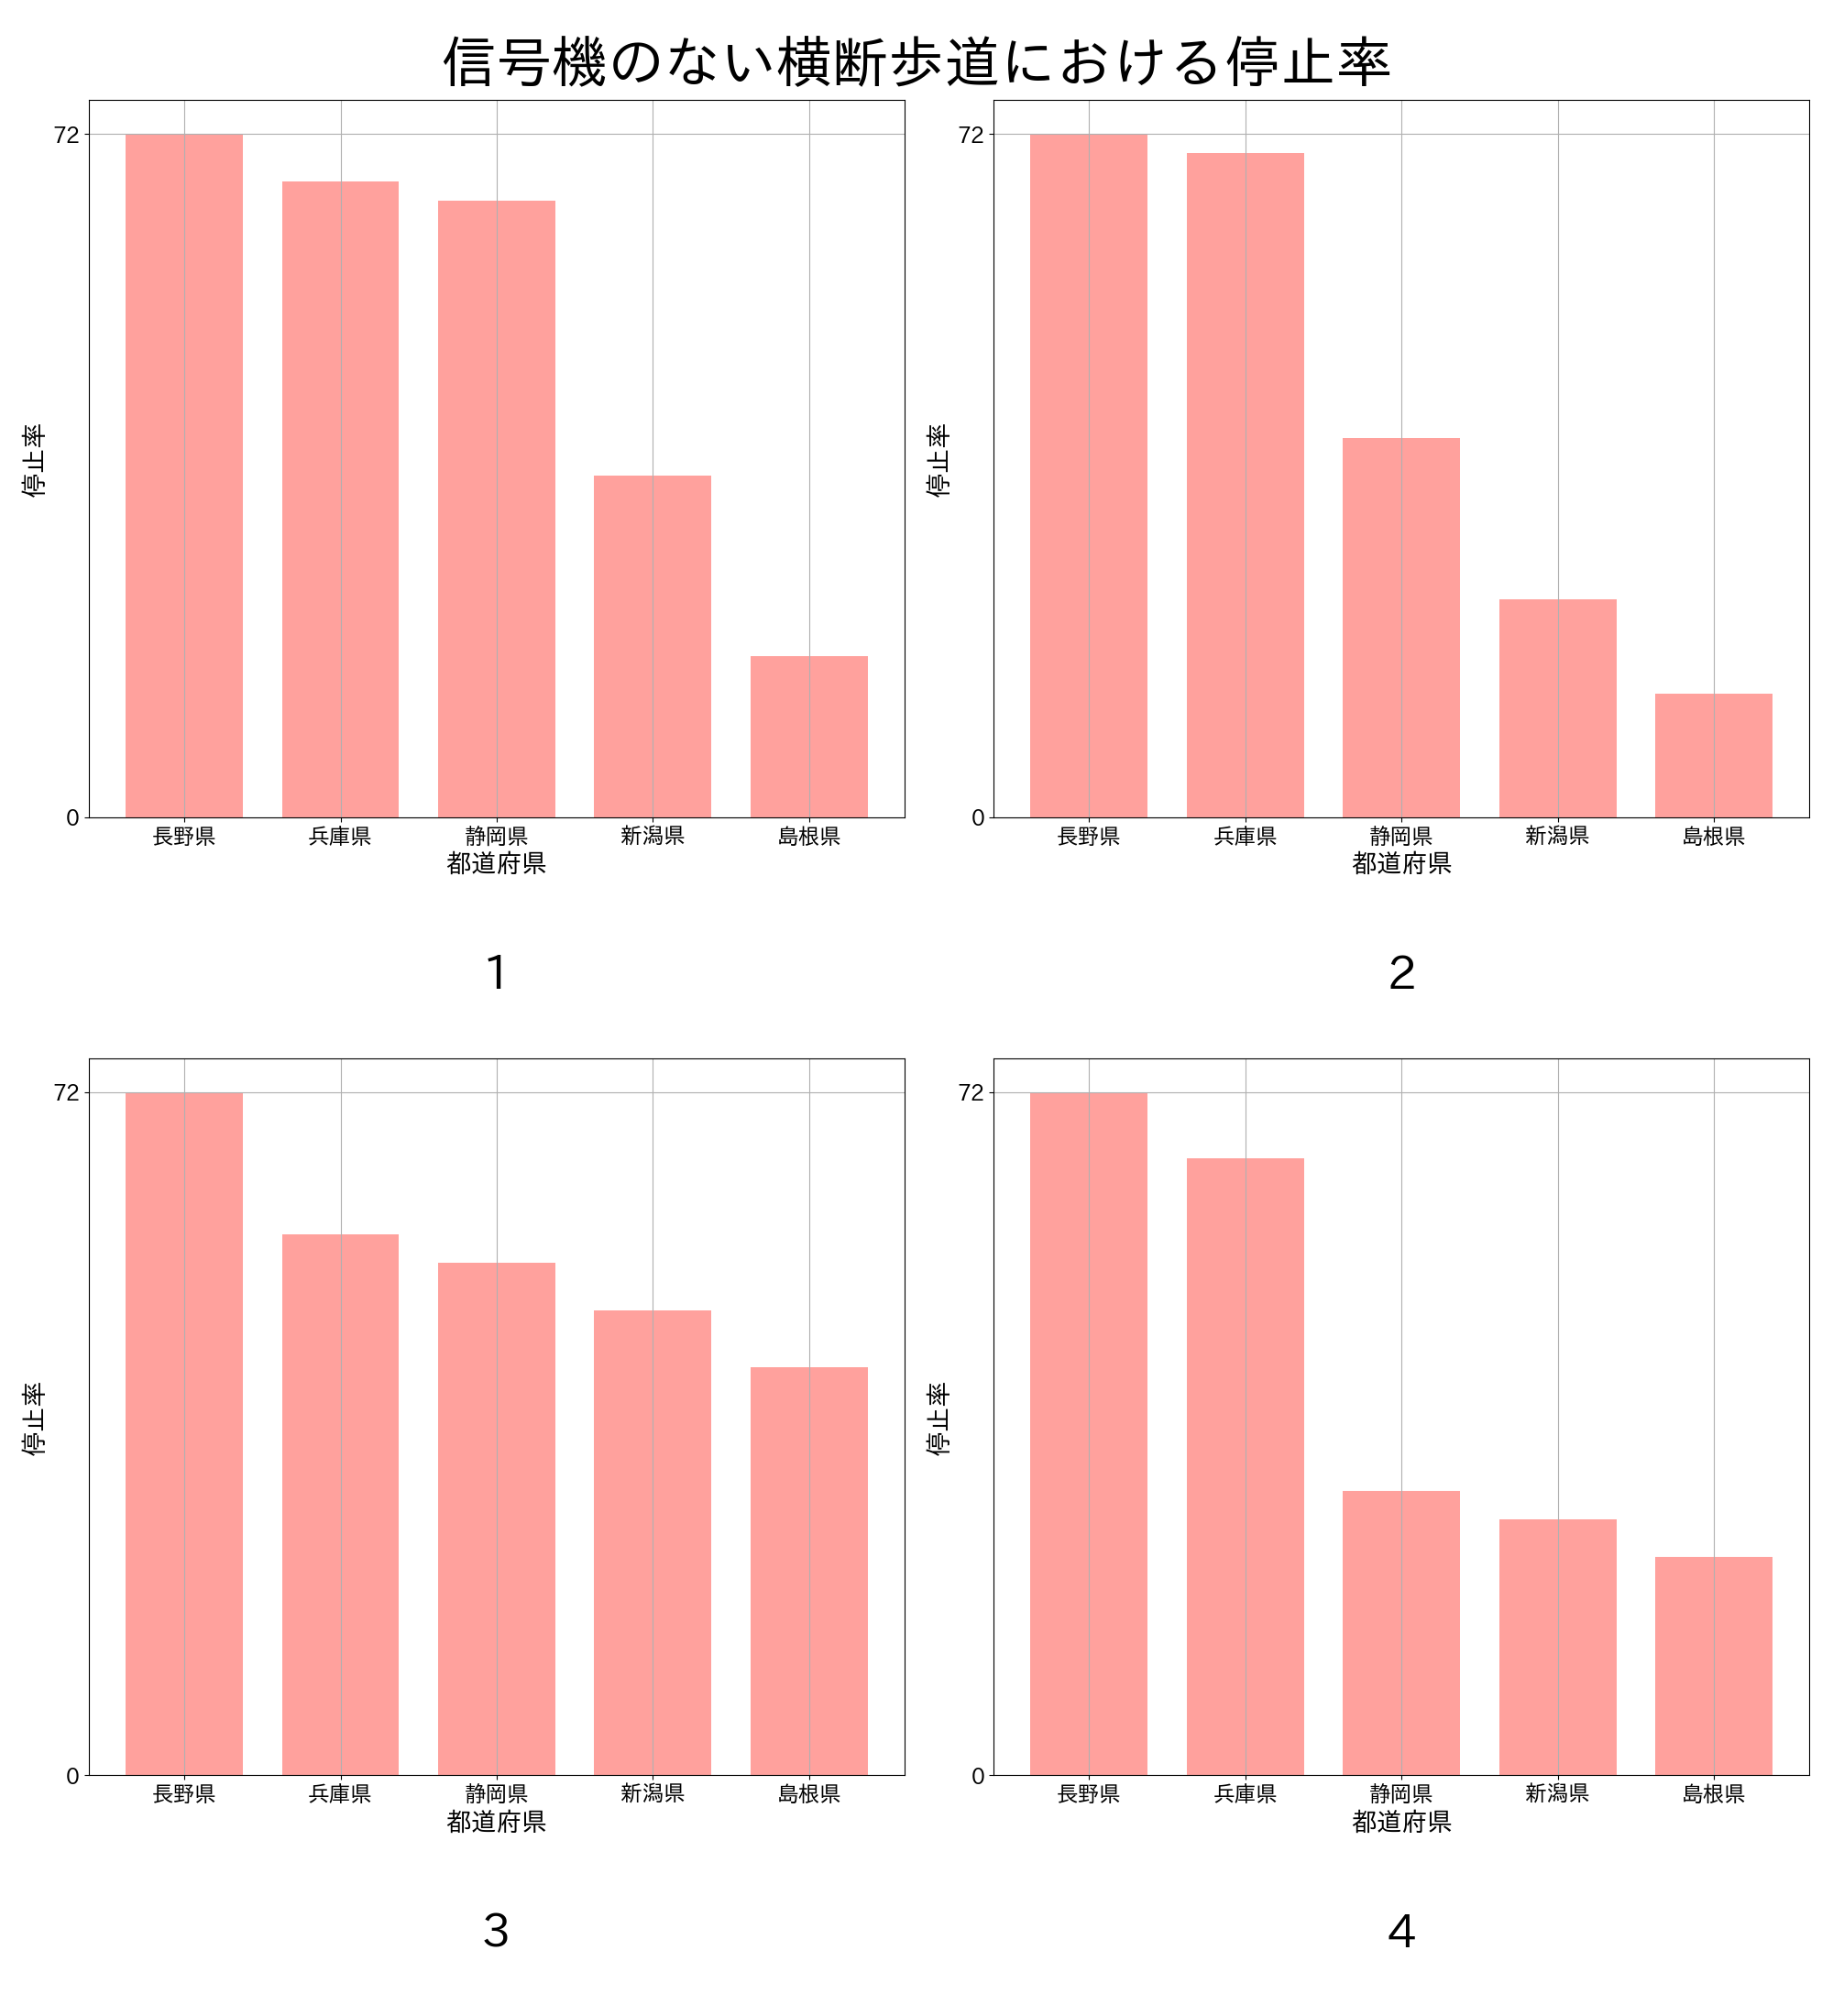 信号機のない横断歩道における停止率
72
停止率
0
長野県 兵庫県 静岡県 新潟県 島根県
都道府県
1
72
停止率
0
長野県 兵庫県 静岡県 新潟県 島根県
都道府県
2
72
停止率
0
長野県 兵庫県 静岡県 新潟県 島根県
都道府県
3
72
停止率
0
長野県 兵庫県 静岡県 新潟県 島根県
都道府県
4